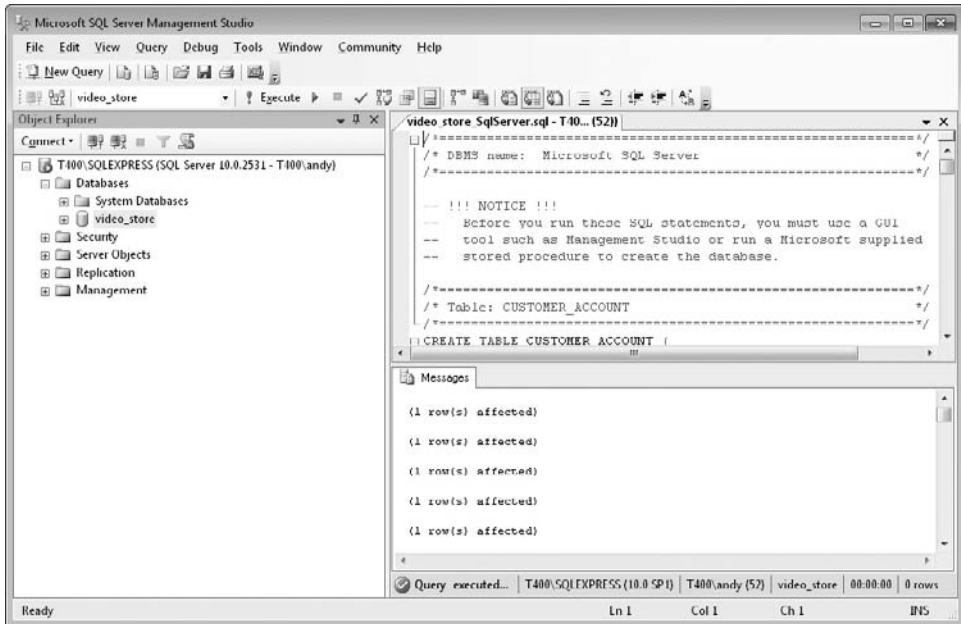 Microsoft SQL Server Management Studio
File Edit View Query Debug Tools Window Community Help
New Query
video_store Execute
Object Explorer
Connect
T400\SQLEXPRESS (SQL Server 10.0.2531 - T400\andy)
Databases
System Databases
video_store
Security
Server Objects
Replication
Management
video_store_SqlServer.sql - T40... (52))
/*==============================================================*/
/* DBMS name: Microsoft SQL Server */
/*==============================================================*/
-- !!! NOTICE !!!
-- Before you run these SQL statements, you must use a GUI
-- tool such as Management Studio or run a Microsoft supplied
-- stored procedure to create the database.
/*==============================================================*/
/* Table: CUSTOMER_ACCOUNT */
/*==============================================================*/
CREATE TABLE CUSTOMER_ACCOUNT (
Messages
(1 row(s) affected)
(1 row(s) affected)
(1 row(s) affected)
(1 row(s) affected)
(1 row(s) affected)
Query executed... T400\SQLEXPRESS (10.0 SP1) T400\andy (52) video_store 00:00:00 0 rows
Ready Ln 1 Col 1 Ch 1 INS